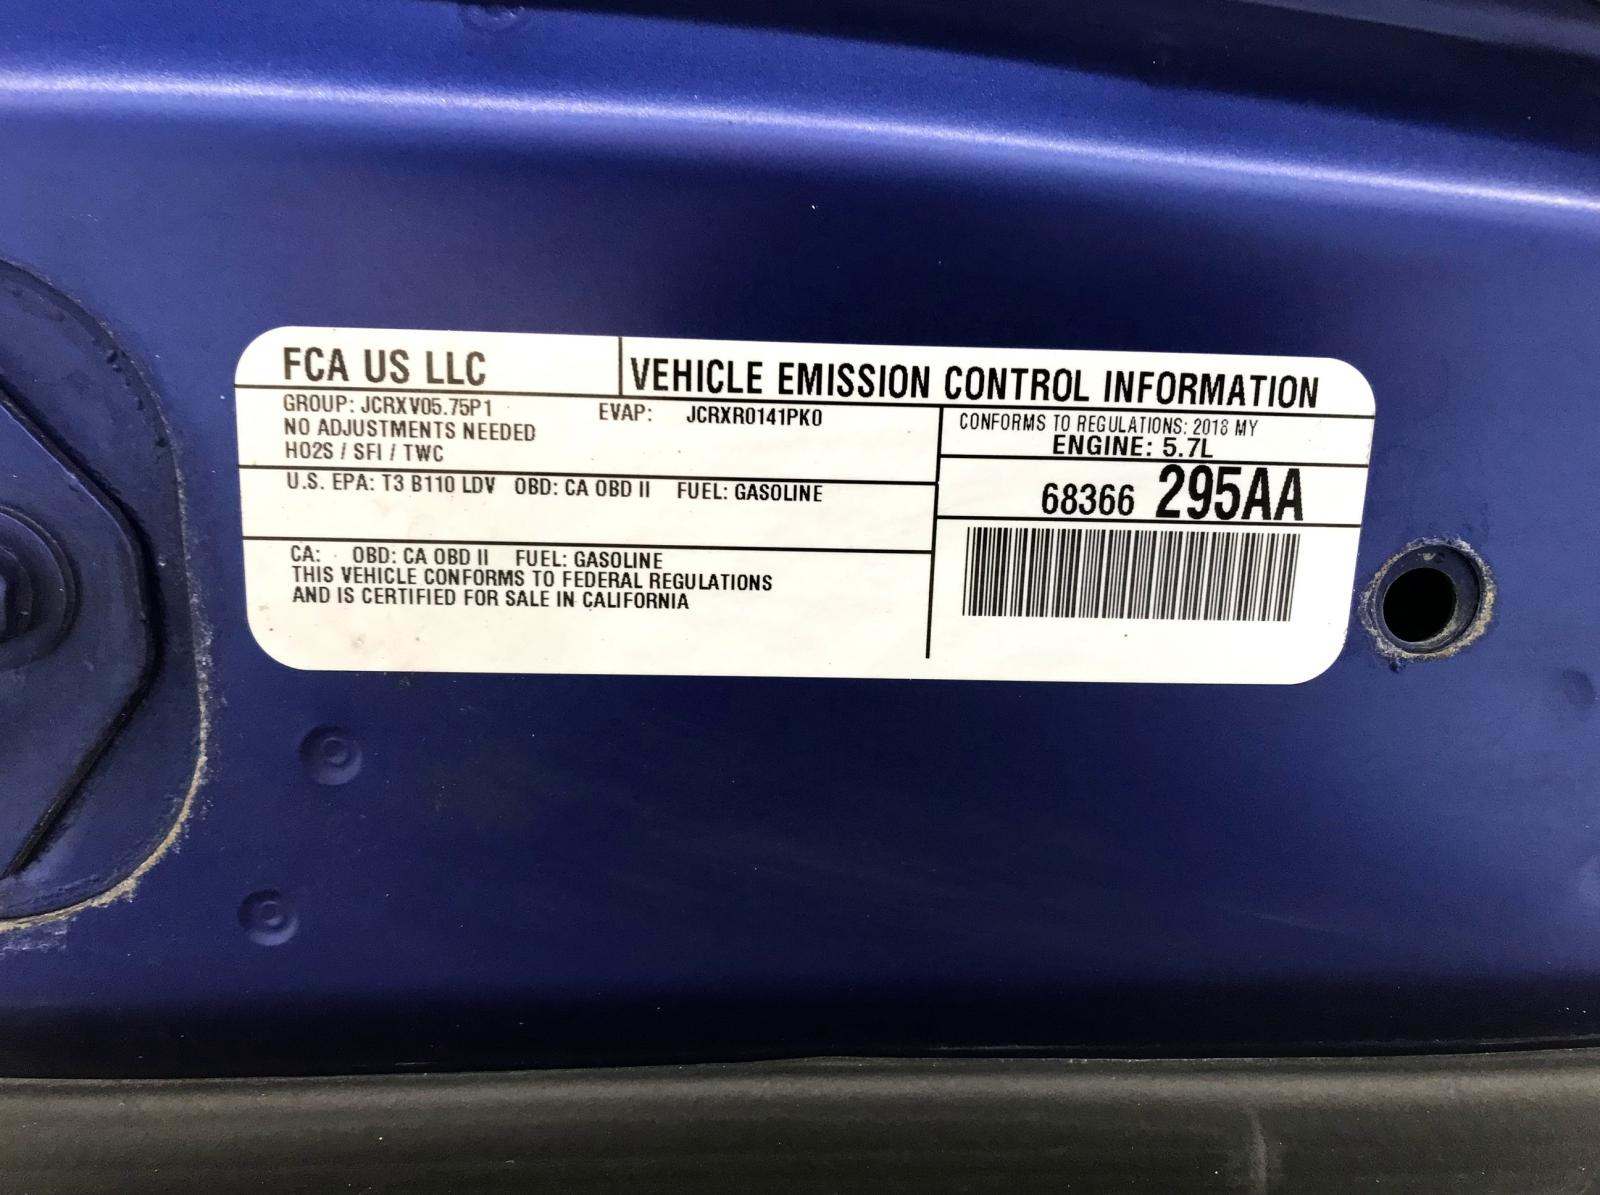 FCA US LLC
VEHICLE EMISSION CONTROL INFORMATION
GROUP: JCRXV05.75P1 EVAP: JCRXR0141PK0
NO ADJUSTMENTS NEEDED
HO2S / SFI / TWC
CONFORMS TO REGULATIONS: 2018 MY
ENGINE: 5.7L
U.S. EPA: T3 B110 LDV OBD: CA OBD II FUEL: GASOLINE
68366 295AA
CA: OBD: CA OBD II FUEL: GASOLINE
THIS VEHICLE CONFORMS TO FEDERAL REGULATIONS
AND IS CERTIFIED FOR SALE IN CALIFORNIA